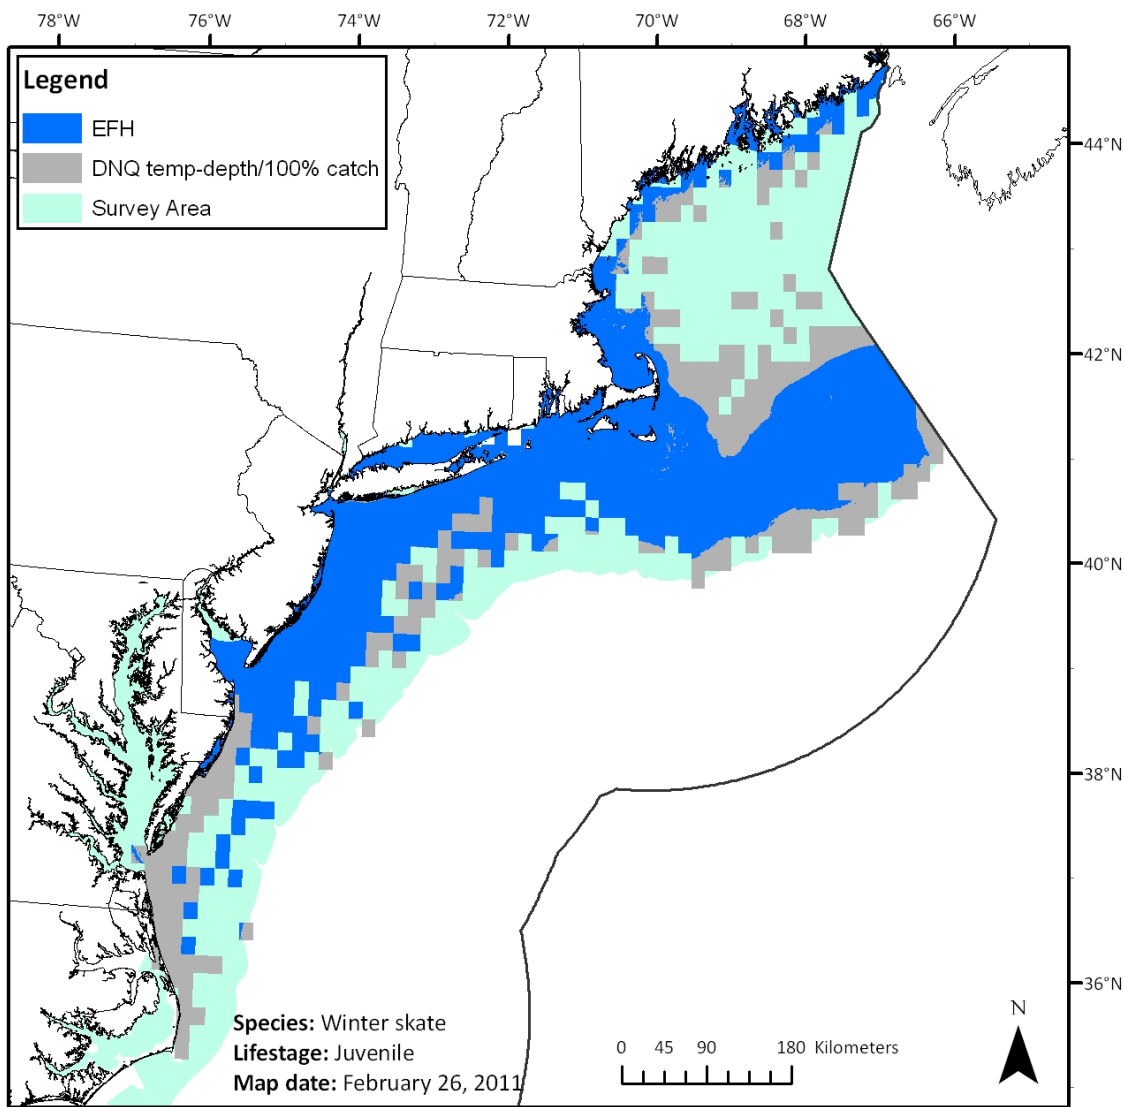 78°W 76°W 74°W 72°W 70°W 68°W 66°W
Legend
EFH
DNQ temp-depth/100% catch
Survey Area
44°N
42°N
40°N
38°N
36°N
Species: Winter skate
Lifestage: Juvenile
Map date: February 26, 2011
0 45 90 180 Kilometers
N